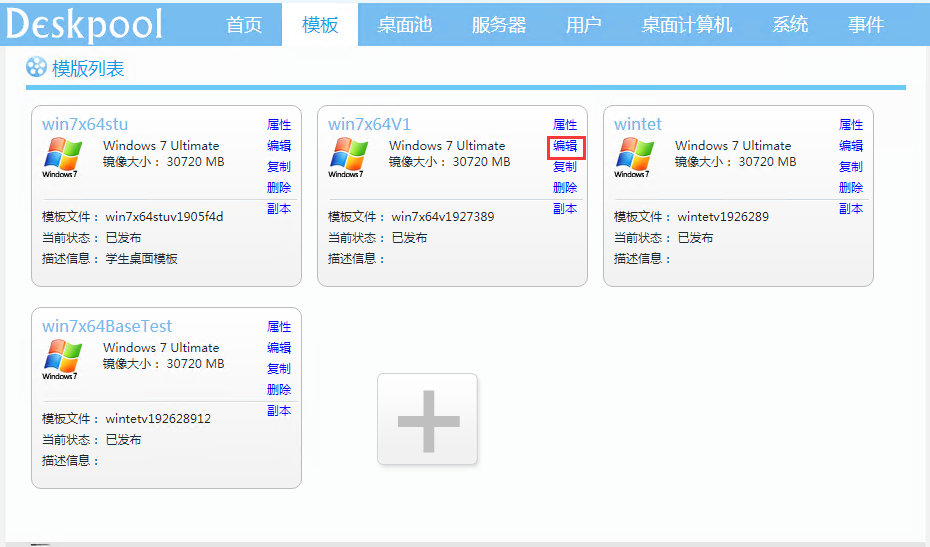 Deskpool 首页 模板 桌面池 服务器 用户 桌面计算机 系统 事件
模版列表
win7x64stu
Windows 7 Ultimate
镜像大小： 30720 MB
Windows 7
属性
编辑
复制
删除
副本
模板文件： win7x64stuv1905f4d
当前状态： 已发布
描述信息： 学生桌面模板
win7x64V1
Windows 7 Ultimate
镜像大小： 30720 MB
Windows 7
属性
编辑
复制
删除
副本
模板文件： win7x64v1927389
当前状态： 已发布
描述信息：
wintet
Windows 7 Ultimate
镜像大小： 30720 MB
Windows 7
属性
编辑
复制
删除
副本
模板文件： wintetv1926289
当前状态： 已发布
描述信息：
win7x64BaseTest
Windows 7 Ultimate
镜像大小： 30720 MB
Windows 7
属性
编辑
复制
删除
副本
模板文件： wintetv192628912
当前状态： 已发布
描述信息：